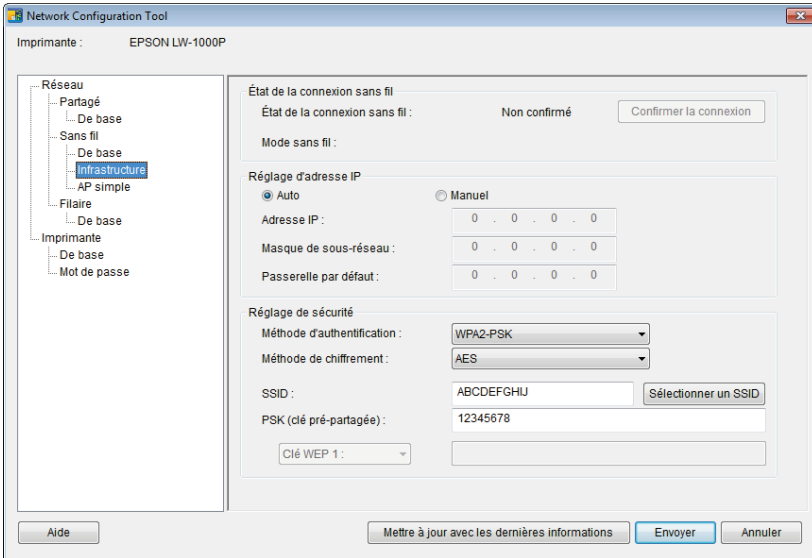 Network Configuration Tool
Imprimante : EPSON LW-1000P
Réseau
Partagé
De base
Sans fil
De base
Infrastructure
AP simple
Filaire
De base
Imprimante
De base
Mot de passe
État de la connexion sans fil
État de la connexion sans fil : Non confirmé Confirmer la connexion
Mode sans fil :
Réglage d'adresse IP
Auto Manuel
Adresse IP : 0 . 0 . 0 . 0
Masque de sous-réseau : 0 . 0 . 0 . 0
Passerelle par défaut : 0 . 0 . 0 . 0
Réglage de sécurité
Méthode d'authentification : WPA2-PSK
Méthode de chiffrement : AES
SSID : ABCDEFGHIJ Sélectionner un SSID
PSK (clé pré-partagée) : 12345678
Clé WEP 1 :
Aide Mettre à jour avec les dernières informations Envoyer Annuler